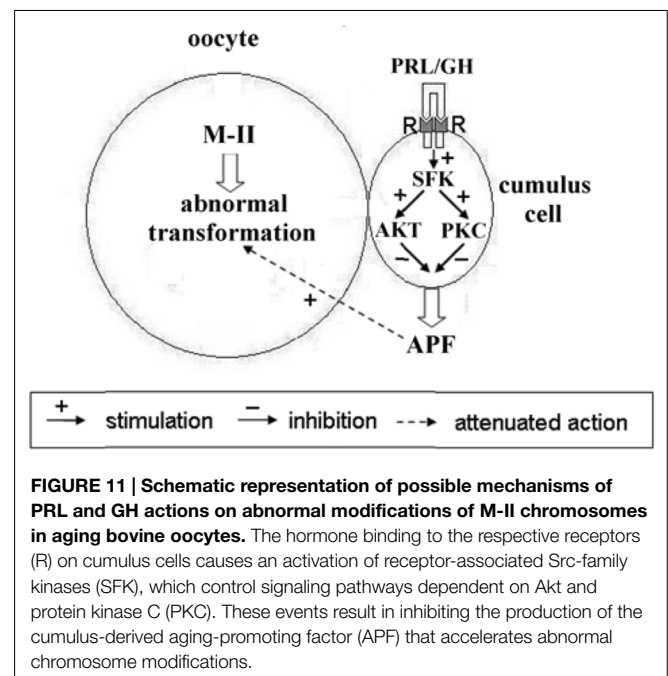 oocyte
PRL/GH
R R
+
M-II
SFK
+ +
cumulus
cell
abnormal
transformation
AKT PKC
− −
+
APF
+ stimulation − inhibition attenuated action
FIGURE 11 | Schematic representation of possible mechanisms of
PRL and GH actions on abnormal modifications of M-II chromosomes
in aging bovine oocytes. The hormone binding to the respective receptors
(R) on cumulus cells causes an activation of receptor-associated Src-family
kinases (SFK), which control signaling pathways dependent on Akt and
protein kinase C (PKC). These events result in inhibiting the production of the
cumulus-derived aging-promoting factor (APF) that accelerates abnormal
chromosome modifications.